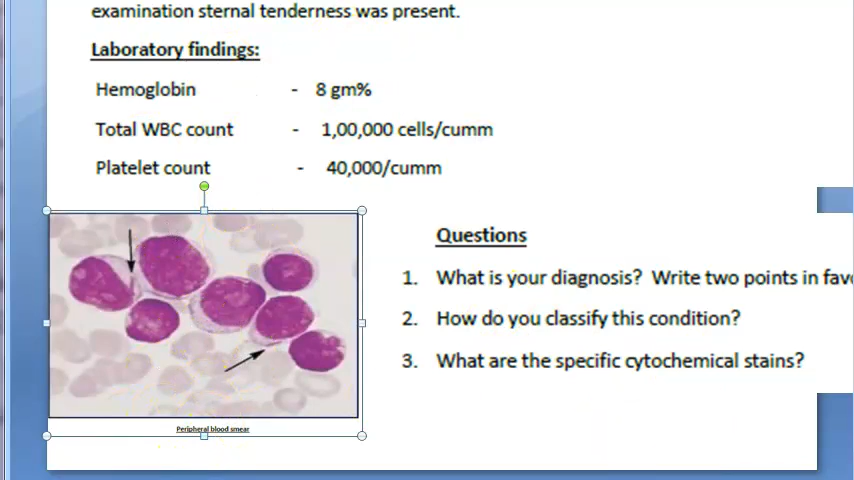 examination sternal tenderness was present.
Laboratory findings:
Hemoglobin - 8 gm%
Total WBC count - 1,00,000 cells/cumm
Platelet count - 40,000/cumm
Questions
1. What is your diagnosis? Write two points in favo
2. How do you classify this condition?
3. What are the specific cytochemical stains?
Peripheral blood smear